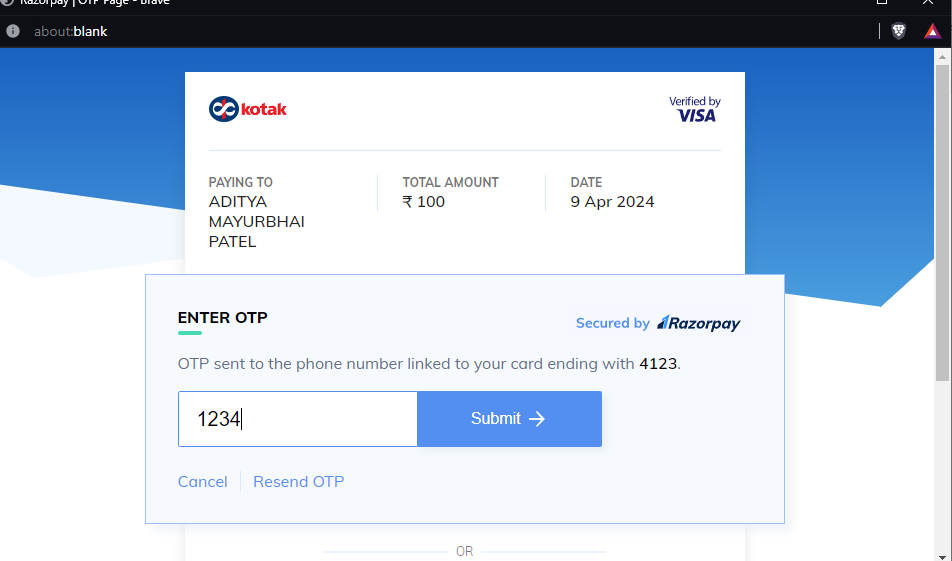 Razorpay | OTP Page - Brave
about:blank
kotak
Verified by
VISA
PAYING TO
ADITYA
MAYURBHAI
PATEL
TOTAL AMOUNT
₹ 100
DATE
9 Apr 2024
ENTER OTP
Secured by Razorpay
OTP sent to the phone number linked to your card ending with 4123.
1234
Submit →
Cancel
Resend OTP
OR